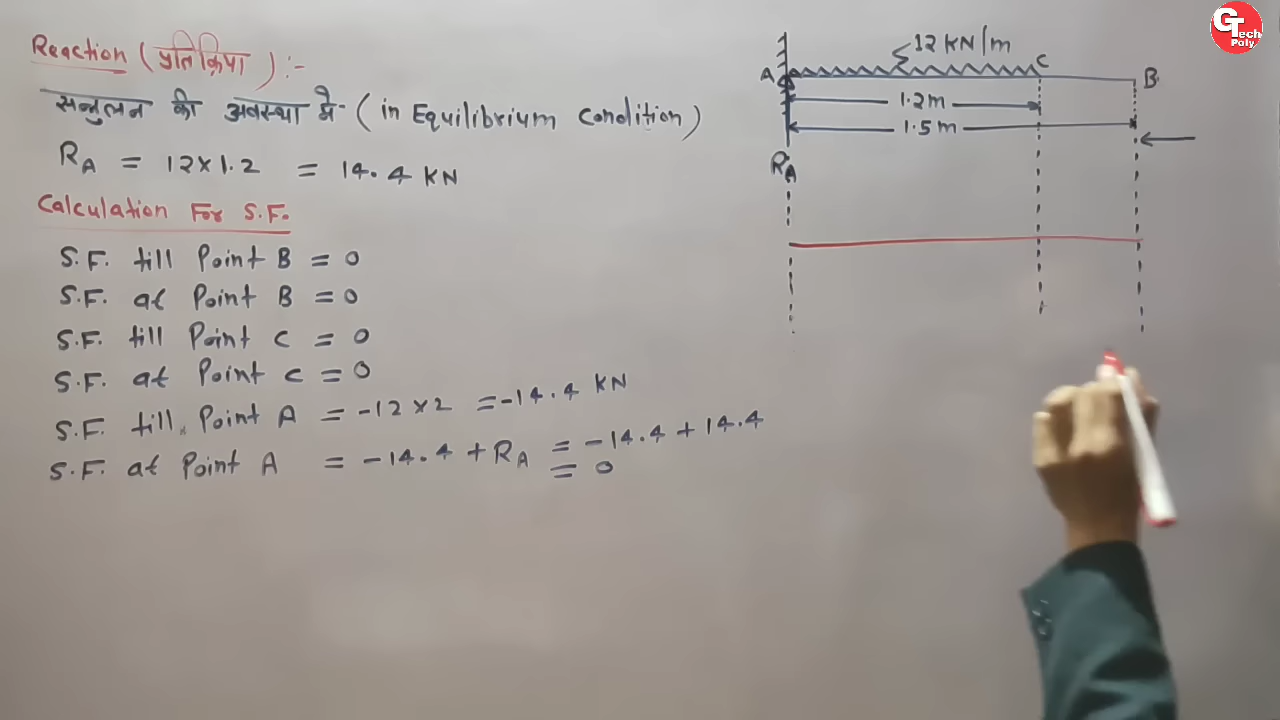 Reaction (प्रतिक्रिया) :-
सन्तुलन की अवस्था में - (in Equilibrium Condition)
RA = 12×1.2 = 14.4 KN
Calculation For S.F.
S.F. till Point B = 0
S.F. at Point B = 0
S.F. till Point C = 0
S.F. at Point C = 0
S.F. till Point A = -12×2 = -14.4 KN
S.F. at Point A = -14.4 + RA = -14.4 + 14.4
= 0
12 KN/m
A C B
1.2m
1.5m
RA
GTech
Poly